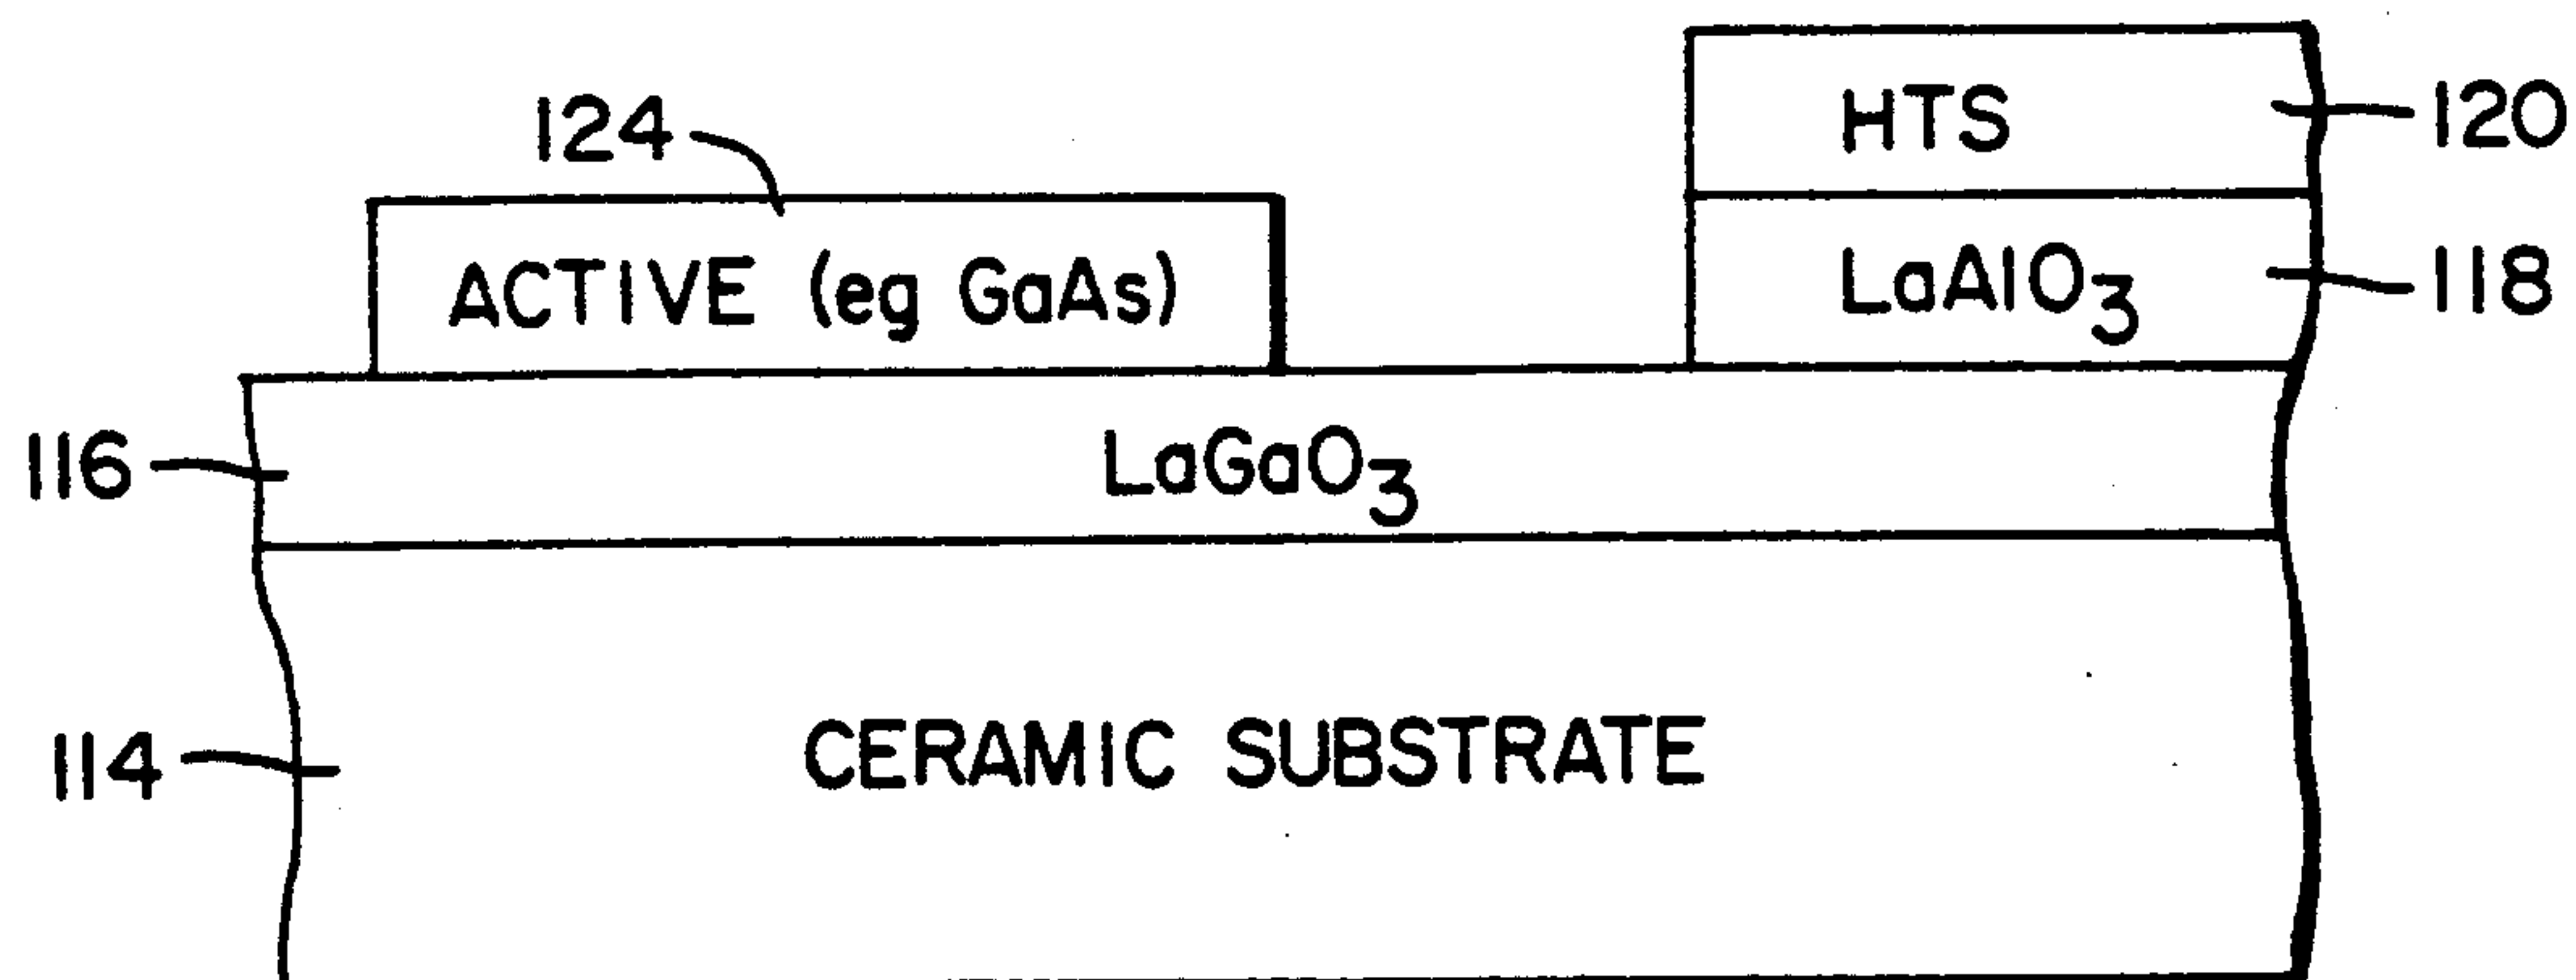 124
HTS
120
ACTIVE (eg GaAs)
LaAlO3
118
116
LaGaO3
114
CERAMIC SUBSTRATE